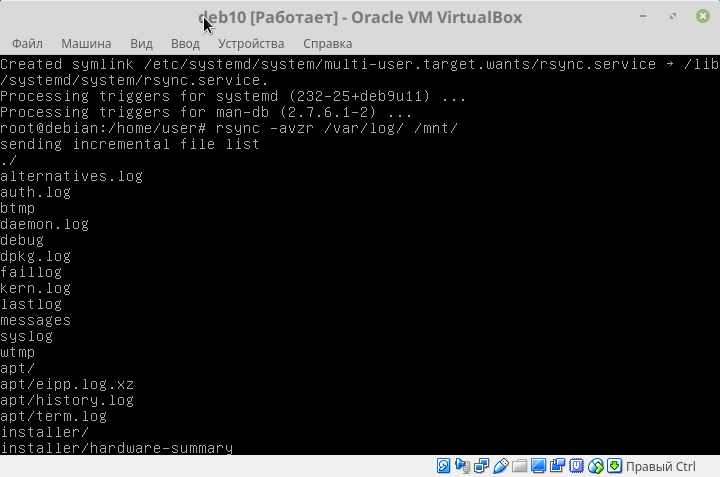 deb10 [Работает] - Oracle VM VirtualBox
Файл Машина Вид Ввод Устройства Справка
Created symlink /etc/systemd/system/multi-user.target.wants/rsync.service → /lib
/systemd/system/rsync.service.
Processing triggers for systemd (232-25+deb9u11) ...
Processing triggers for man-db (2.7.6.1-2) ...
root@debian:/home/user# rsync -avzr /var/log/ /mnt/
sending incremental file list
./
alternatives.log
auth.log
btmp
daemon.log
debug
dpkg.log
faillog
kern.log
lastlog
messages
syslog
wtmp
apt/
apt/eipp.log.xz
apt/history.log
apt/term.log
installer/
installer/hardware-summary
Правый Ctrl